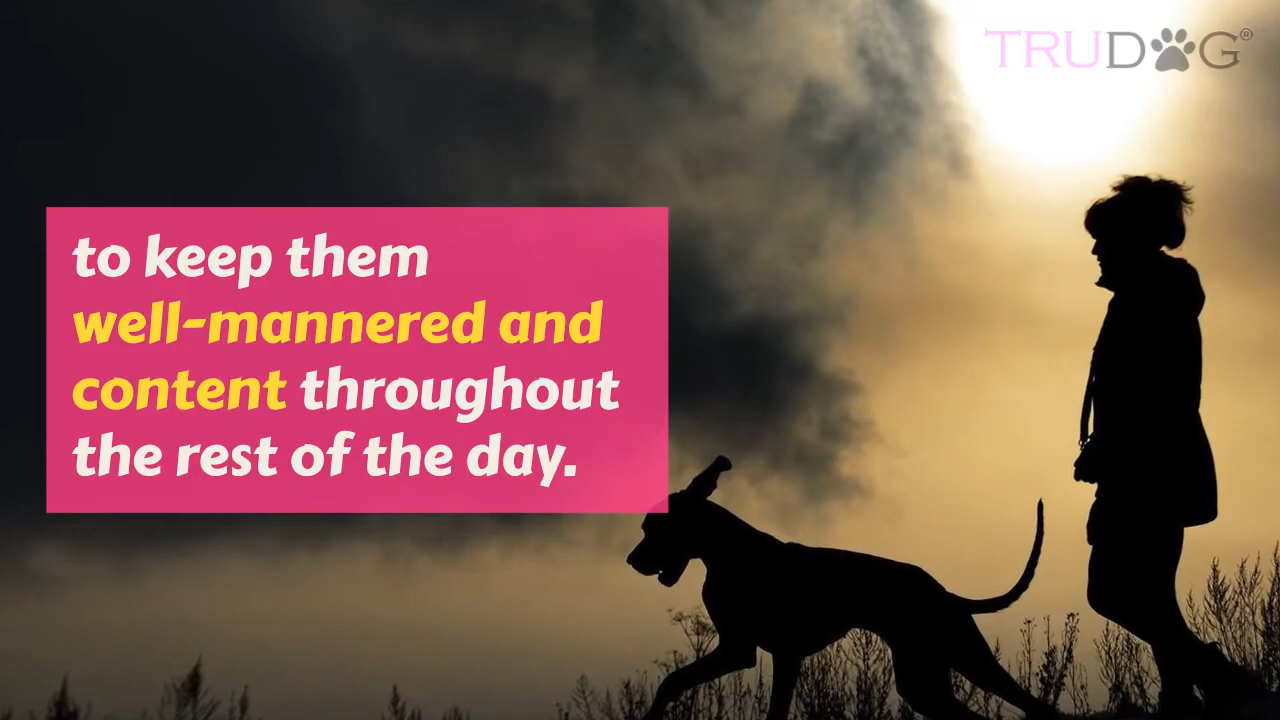 TRUDOG®
to keep them
well-mannered and
content throughout
the rest of the day.